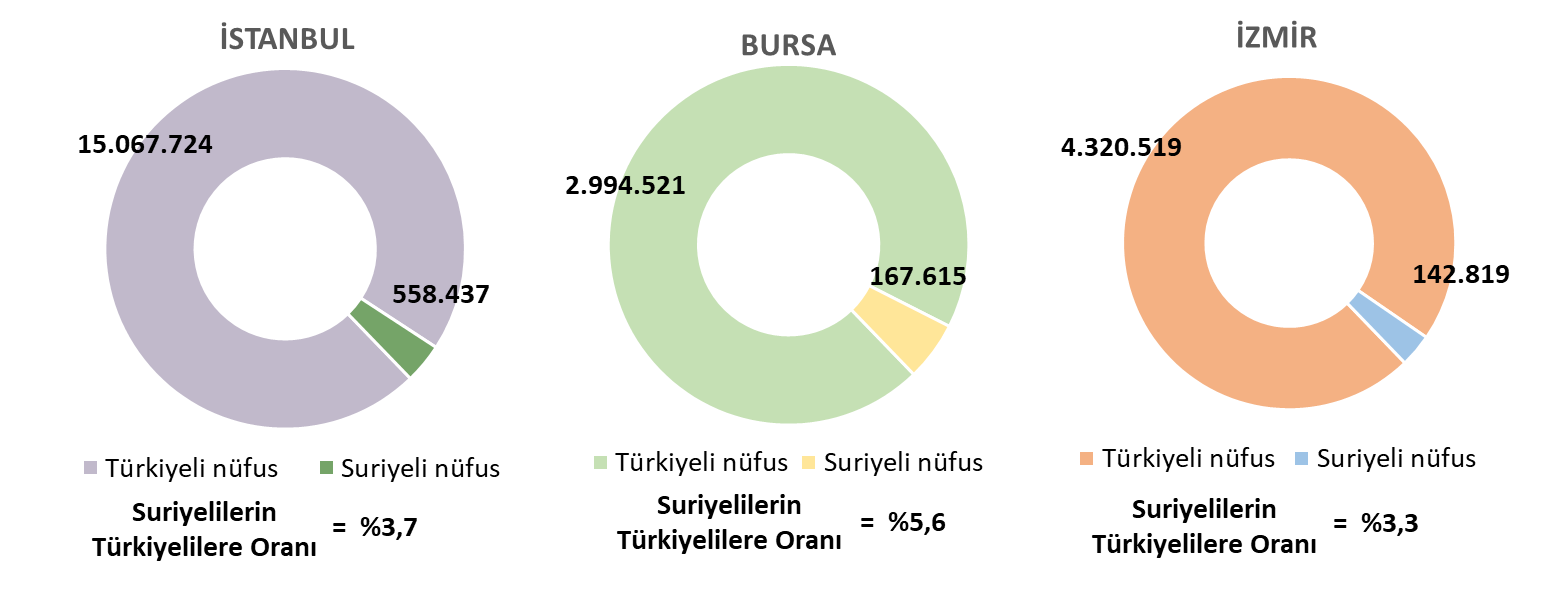 İSTANBUL
15.067.724
558.437
Türkiyeli nüfus Suriyeli nüfus
Suriyelilerin
Türkiyelilere Oranı = %3,7
BURSA
2.994.521
167.615
Türkiyeli nüfus Suriyeli nüfus
Suriyelilerin
Türkiyelilere Oranı = %5,6
İZMİR
4.320.519
142.819
Türkiyeli nüfus Suriyeli nüfus
Suriyelilerin
Türkiyelilere Oranı = %3,3